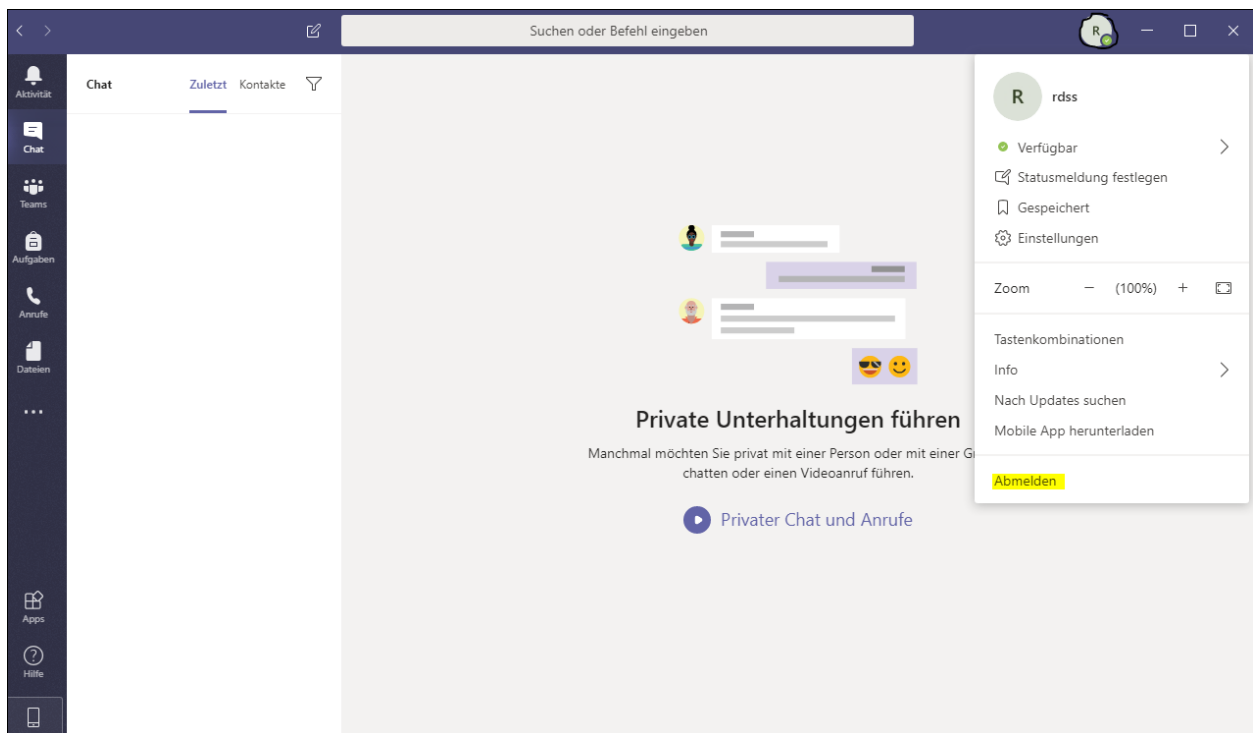 Suchen oder Befehl eingeben
R
Aktivität
Chat
Teams
Aufgaben
Anrufe
Dateien
Apps
Hilfe
Chat Zuletzt Kontakte
Private Unterhaltungen führen
Manchmal möchten Sie privat mit einer Person oder mit einer G
chatten oder einen Videoanruf führen.
Privater Chat und Anrufe
R rdss
Verfügbar
Statusmeldung festlegen
Gespeichert
Einstellungen
Zoom − (100%) +
Tastenkombinationen
Info
Nach Updates suchen
Mobile App herunterladen
Abmelden